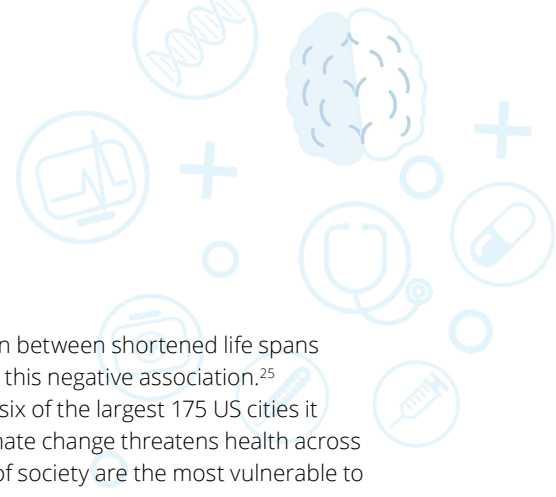 n between shortened life spans
this negative association.25
six of the largest 175 US cities it
nate change threatens health across
of society are the most vulnerable to